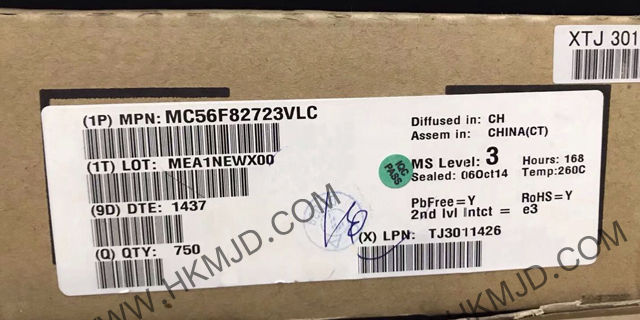 XTJ 301
(1P) MPN: MC56F82723VLC
(1T) LOT: MEA1NEWX00
(9D) DTE: 1437
(Q) QTY: 750
Diffused in: CH
Assem in: CHINA(CT)
IQC PASS
MS Level: 3 Hours: 168
Sealed: 06Oct14 Temp:260C
PbFree=Y RoHS=Y
2nd lvl Intct = e3
(X) LPN: TJ3011426
WWW.HKMJD.COM
WWW.HKMJD.COM
HKMJD.COM